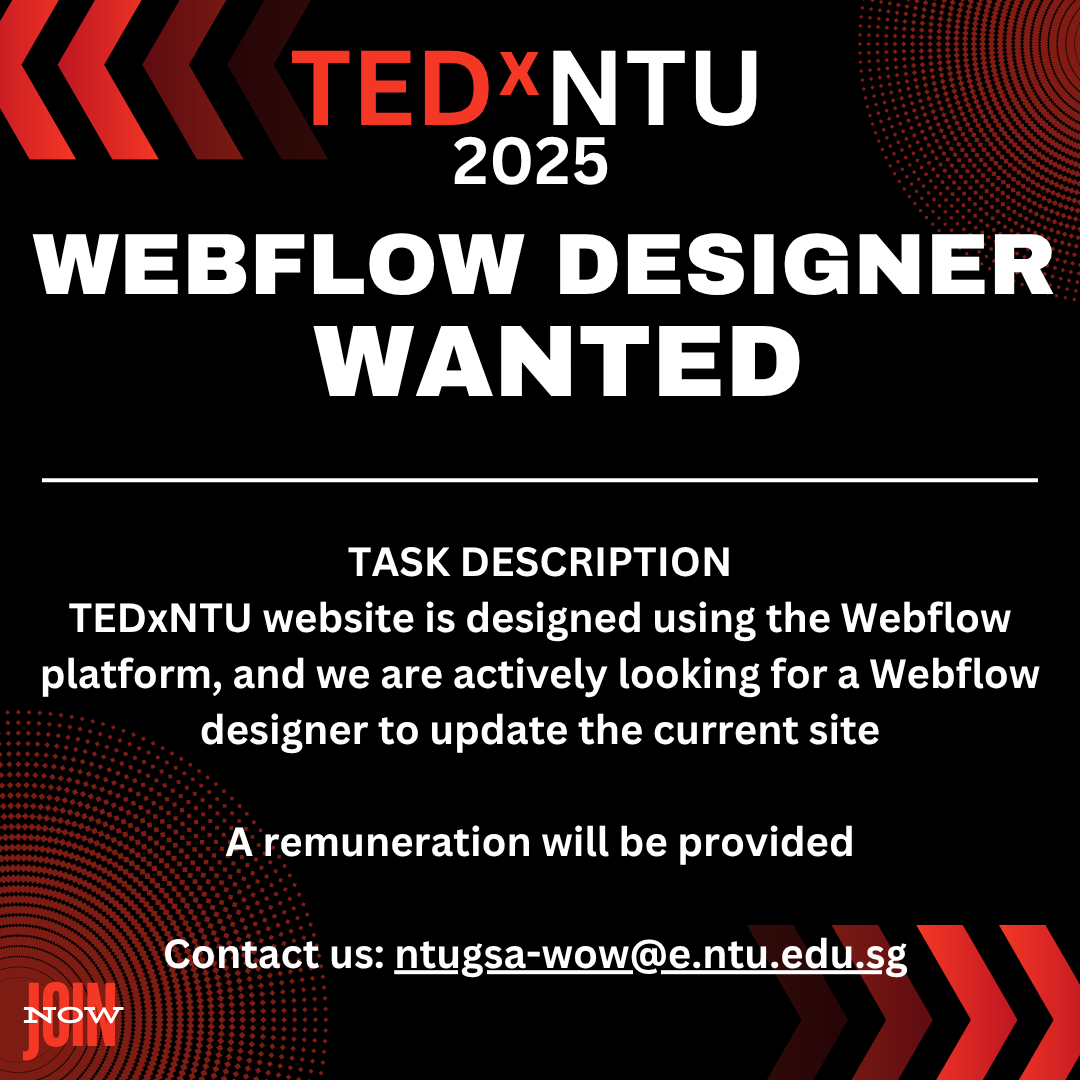 TEDxNTU
2025
WEBFLOW DESIGNER
WANTED
TASK DESCRIPTION
TEDxNTU website is designed using the Webflow
platform, and we are actively looking for a Webflow
designer to update the current site
A remuneration will be provided
Contact us: ntugsa-wow@e.ntu.edu.sg
JOIN
NOW